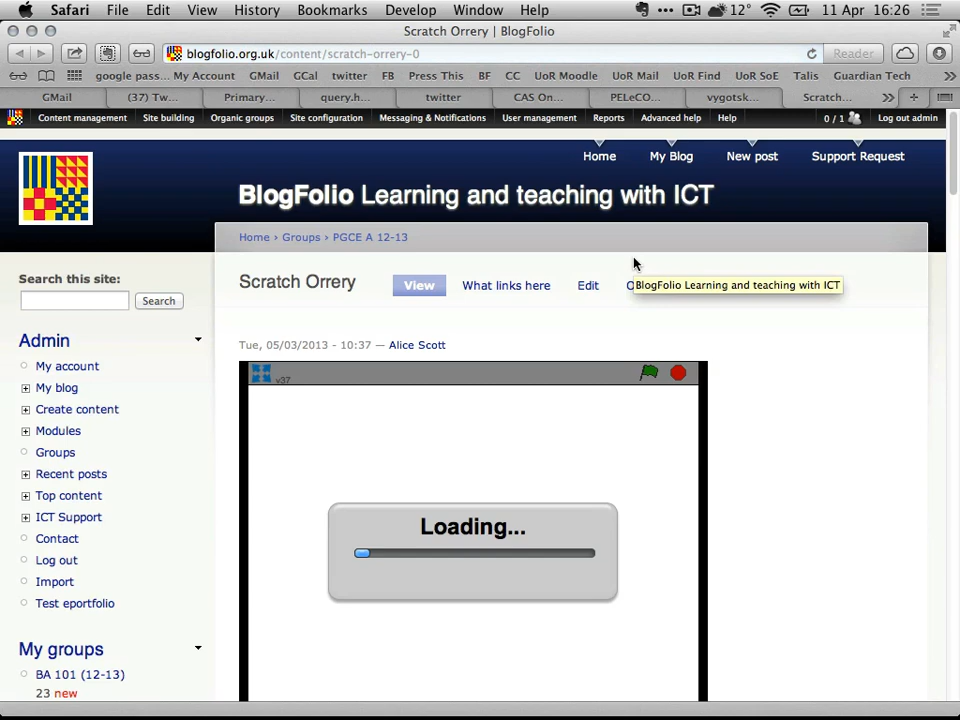 Safari File Edit View History Bookmarks Develop Window Help 12° 11 Apr 16:26
Scratch Orrery | BlogFolio
blogfolio.org.uk/content/scratch-orrery-0 Reader
google pass... My Account GMail GCal twitter FB Press This BF CC UoR Moodle UoR Mail UoR Find UoR SoE Talis Guardian Tech
GMail (37) Tw... Primary... query.h... twitter CAS On... PELeCO... vygotsk... Scratch...
Content management Site building Organic groups Site configuration Messaging & Notifications User management Reports Advanced help Help 0 / 1 Log out admin
Home My Blog New post Support Request
BlogFolio Learning and teaching with ICT
Home › Groups › PGCE A 12-13
Search this site:
Search
Scratch Orrery View What links here Edit
BlogFolio Learning and teaching with ICT
Tue, 05/03/2013 - 10:37 — Alice Scott
v37
Loading...
Admin
My account
My blog
Create content
Modules
Groups
Recent posts
Top content
ICT Support
Contact
Log out
Import
Test eportfolio
My groups
BA 101 (12-13)
23 new